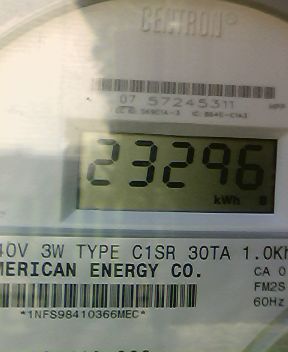 CENTRON®
07 57245311
23296
kWh
40V 3W TYPE C1SR 30TA 1.0Kh
MERICAN ENERGY CO.
CA 0
FM2S
60Hz
*1NFS98410366MEC*